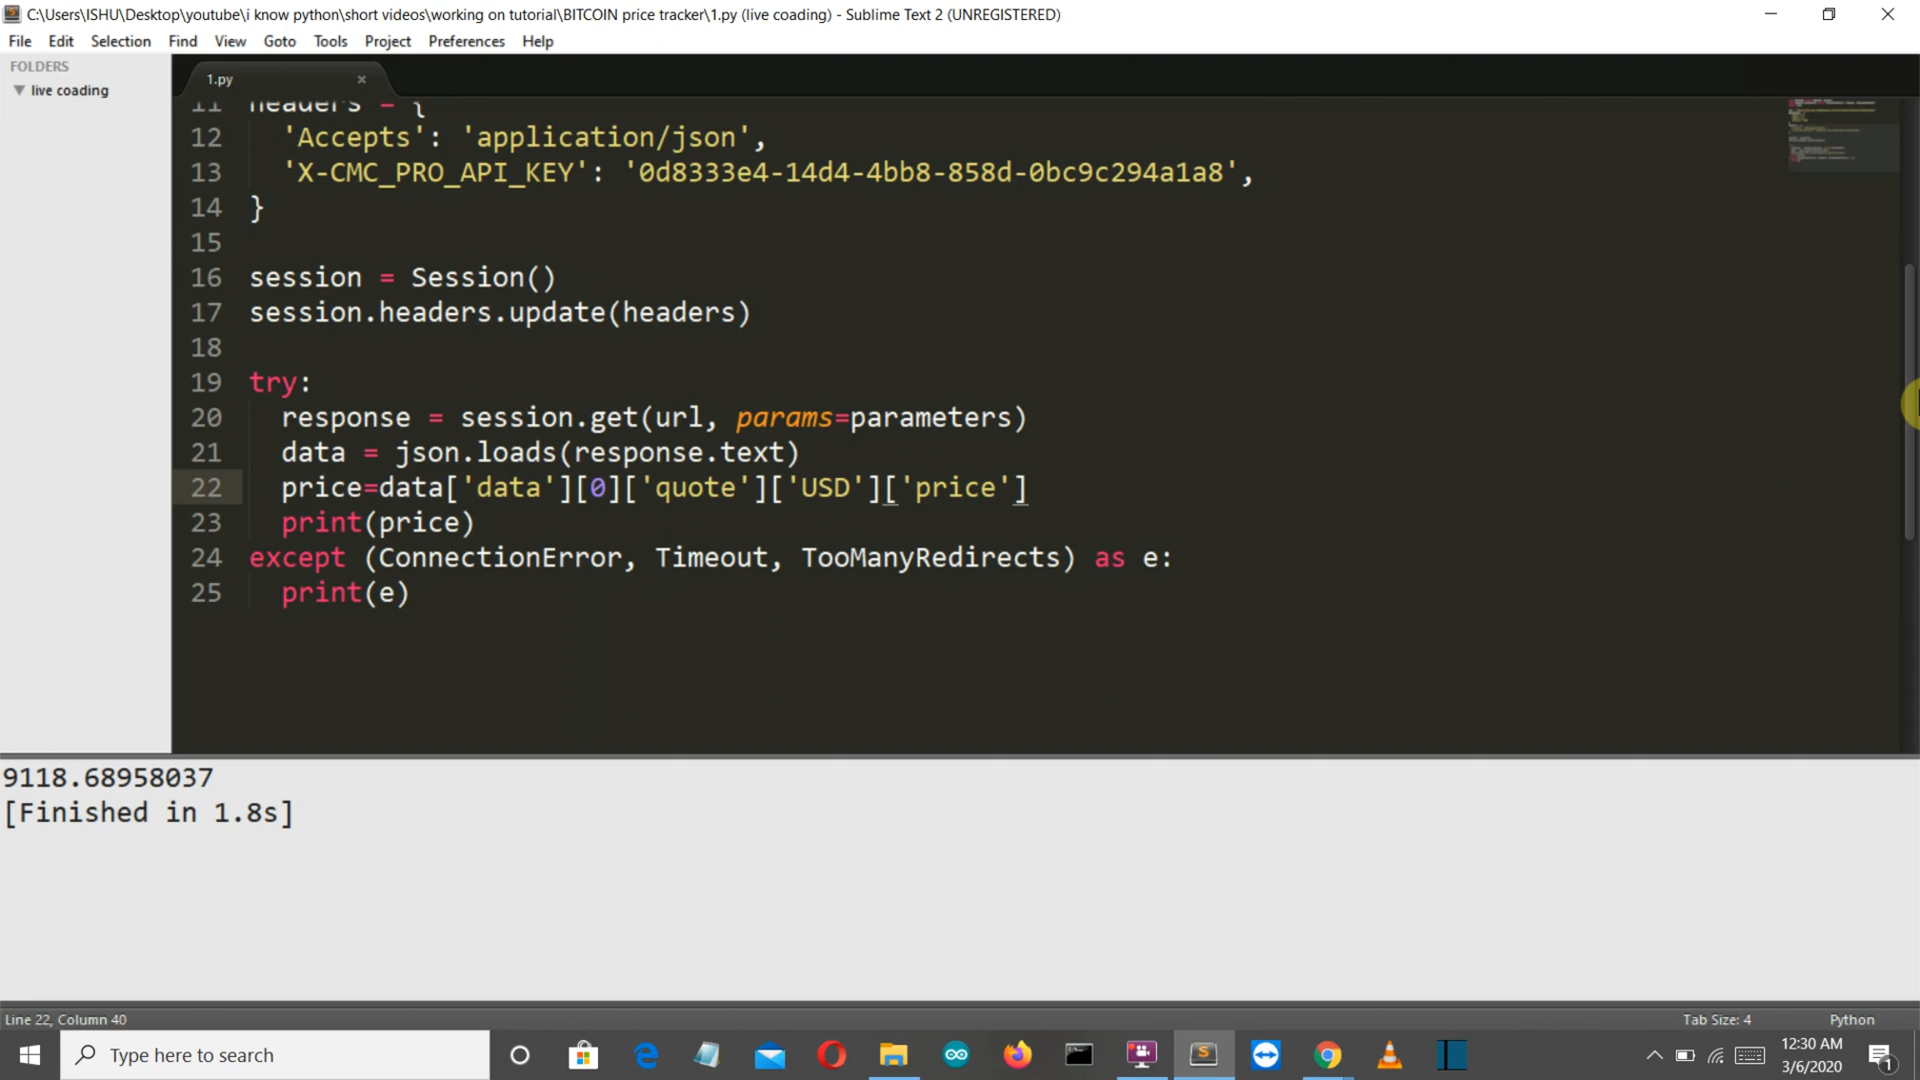 C:\Users\ISHU\Desktop\youtube\i know python\short videos\working on tutorial\BITCOIN price tracker\1.py (live coading) - Sublime Text 2 (UNREGISTERED)
File Edit Selection Find View Goto Tools Project Preferences Help
FOLDERS
live coading
1.py
11 headers = {
12 'Accepts': 'application/json',
13 'X-CMC_PRO_API_KEY': '0d8333e4-14d4-4bb8-858d-0bc9c294a1a8',
14 }
15
16 session = Session()
17 session.headers.update(headers)
18
19 try:
20 response = session.get(url, params=parameters)
21 data = json.loads(response.text)
22 price=data['data'][0]['quote']['USD']['price']
23 print(price)
24 except (ConnectionError, Timeout, TooManyRedirects) as e:
25 print(e)
9118.68958037
[Finished in 1.8s]
Line 22, Column 40
Tab Size: 4 Python
Type here to search
12:30 AM
3/6/2020
1